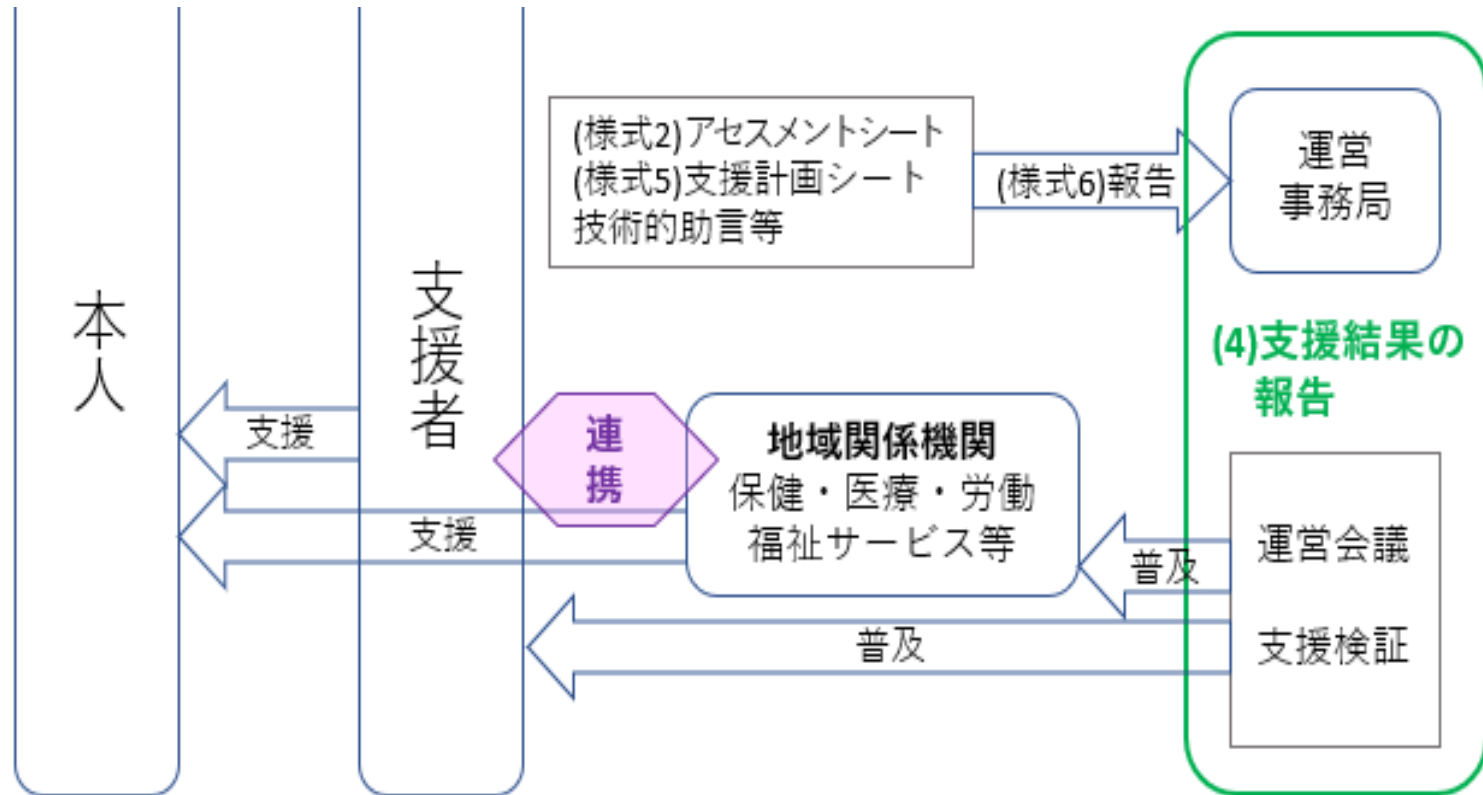 本人
支援者
(様式2)アセスメントシート
(様式5)支援計画シート
技術的助言等
(様式6)報告
運営
事務局
(4)支援結果の
報告
支援
連携
支援
地域関係機関
保健・医療・労働
福祉サービス等
普及
普及
運営会議
支援検証